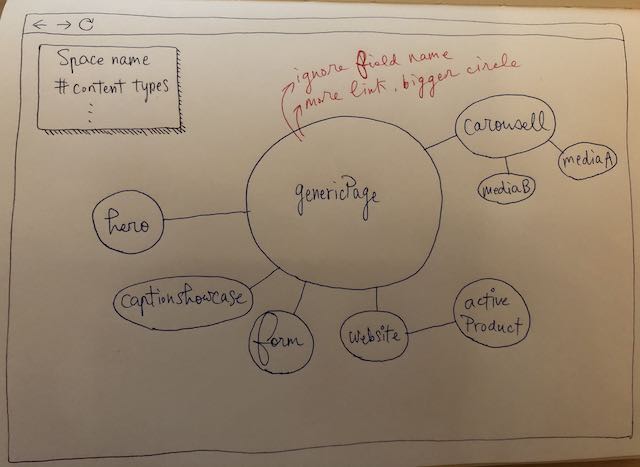 Space name
# content types
⋮
ignore field name
more link, bigger circle
genericPage
carousell
mediaA
mediaB
hero
captionshowcase
form
website
active
Product